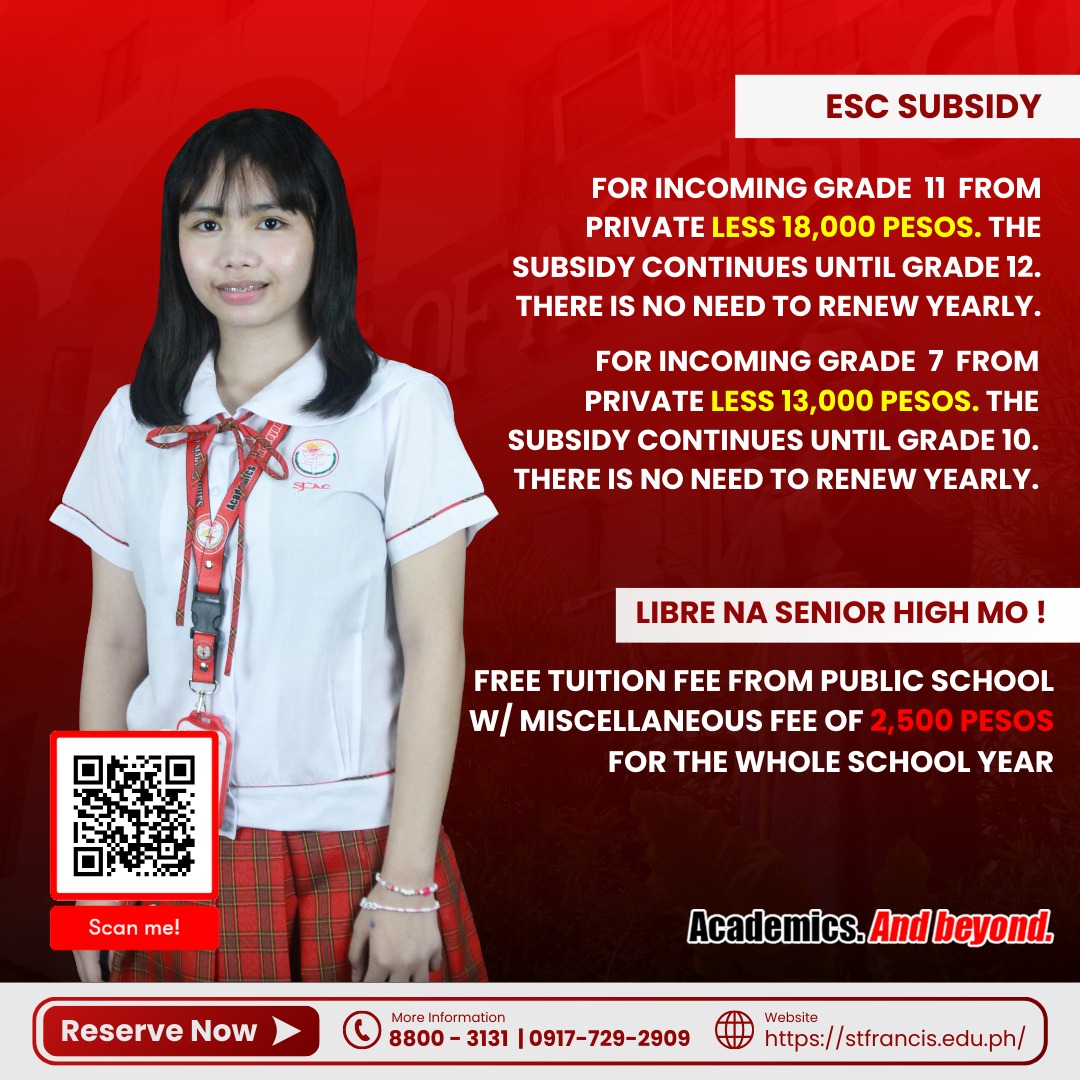 ESC SUBSIDY
FOR INCOMING GRADE 11 FROM
PRIVATE LESS 18,000 PESOS. THE
SUBSIDY CONTINUES UNTIL GRADE 12.
THERE IS NO NEED TO RENEW YEARLY.
FOR INCOMING GRADE 7 FROM
PRIVATE LESS 13,000 PESOS. THE
SUBSIDY CONTINUES UNTIL GRADE 10.
THERE IS NO NEED TO RENEW YEARLY.
SFAC
LIBRE NA SENIOR HIGH MO !
FREE TUITION FEE FROM PUBLIC SCHOOL
W/ MISCELLANEOUS FEE OF 2,500 PESOS
FOR THE WHOLE SCHOOL YEAR
Scan me!
Academics. And beyond.
Reserve Now
More Information
8800 - 3131 | 0917-729-2909
Website
https://stfrancis.edu.ph/